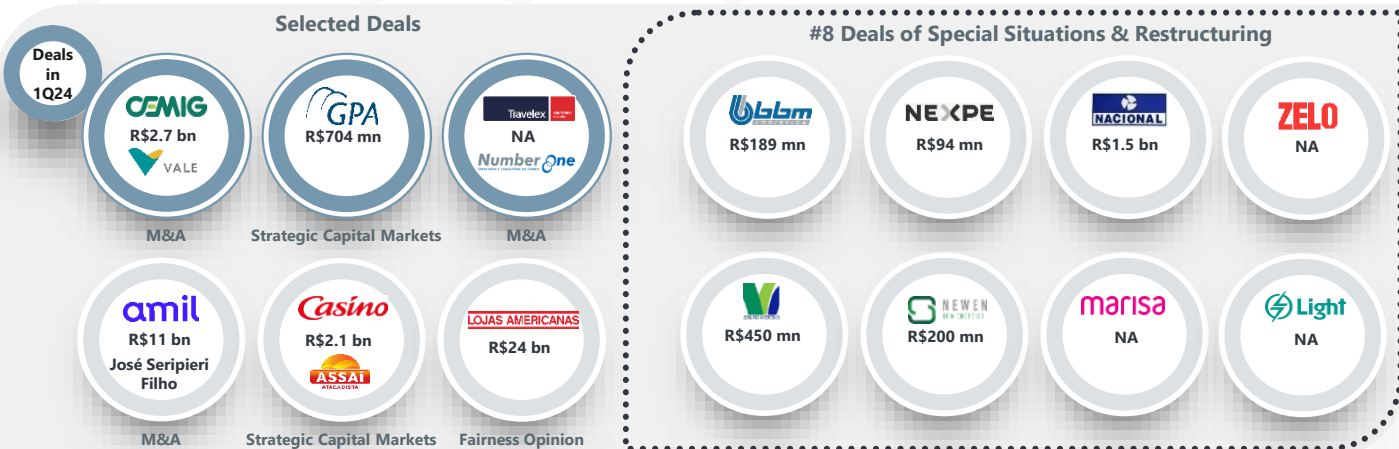 Selected Deals
Deals
in
1Q24
CEMIG
R$2.7 bn
VALE
M&A
GPA
R$704 mn
Strategic Capital Markets
Travelex
NA
Number One
M&A
amil
R$11 bn
José Seripieri
Filho
M&A
Casino
R$2.1 bn
ASSAÍ
ATACADISTA
Strategic Capital Markets
LOJAS AMERICANAS
R$24 bn
Fairness Opinion
#8 Deals of Special Situations & Restructuring
bbm
LOGÍSTICA
R$189 mn
NEXPE
R$94 mn
NACIONAL
R$1.5 bn
ZELO
NA
R$450 mn
NEWEN
R$200 mn
marisa
NA
Light
NA